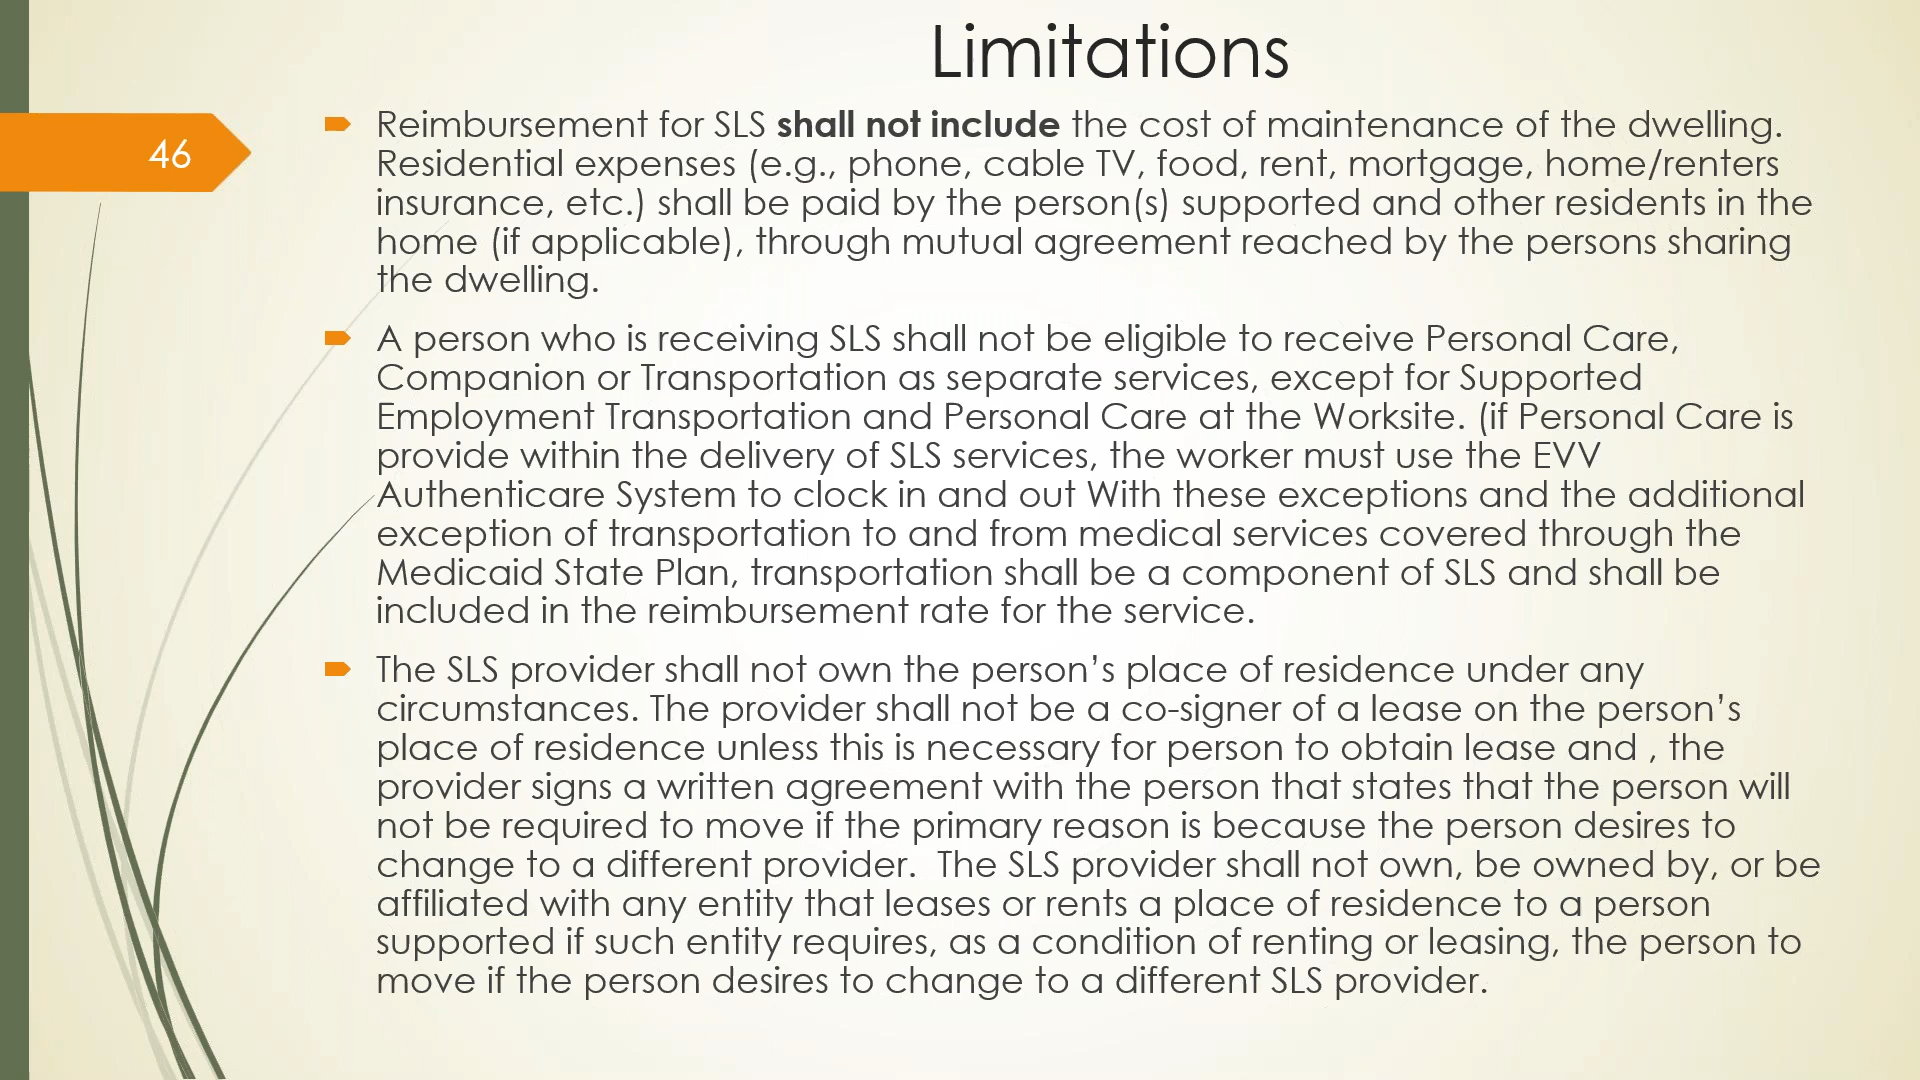 Limitations
46
Reimbursement for SLS shall not include the cost of maintenance of the dwelling.
Residential expenses (e.g., phone, cable TV, food, rent, mortgage, home/renters
insurance, etc.) shall be paid by the person(s) supported and other residents in the
home (if applicable), through mutual agreement reached by the persons sharing
the dwelling.
A person who is receiving SLS shall not be eligible to receive Personal Care,
Companion or Transportation as separate services, except for Supported
Employment Transportation and Personal Care at the Worksite. (if Personal Care is
provide within the delivery of SLS services, the worker must use the EVV
Authenticare System to clock in and out With these exceptions and the additional
exception of transportation to and from medical services covered through the
Medicaid State Plan, transportation shall be a component of SLS and shall be
included in the reimbursement rate for the service.
The SLS provider shall not own the person’s place of residence under any
circumstances. The provider shall not be a co-signer of a lease on the person’s
place of residence unless this is necessary for person to obtain lease and , the
provider signs a written agreement with the person that states that the person will
not be required to move if the primary reason is because the person desires to
change to a different provider.  The SLS provider shall not own, be owned by, or be
affiliated with any entity that leases or rents a place of residence to a person
supported if such entity requires, as a condition of renting or leasing, the person to
move if the person desires to change to a different SLS provider.